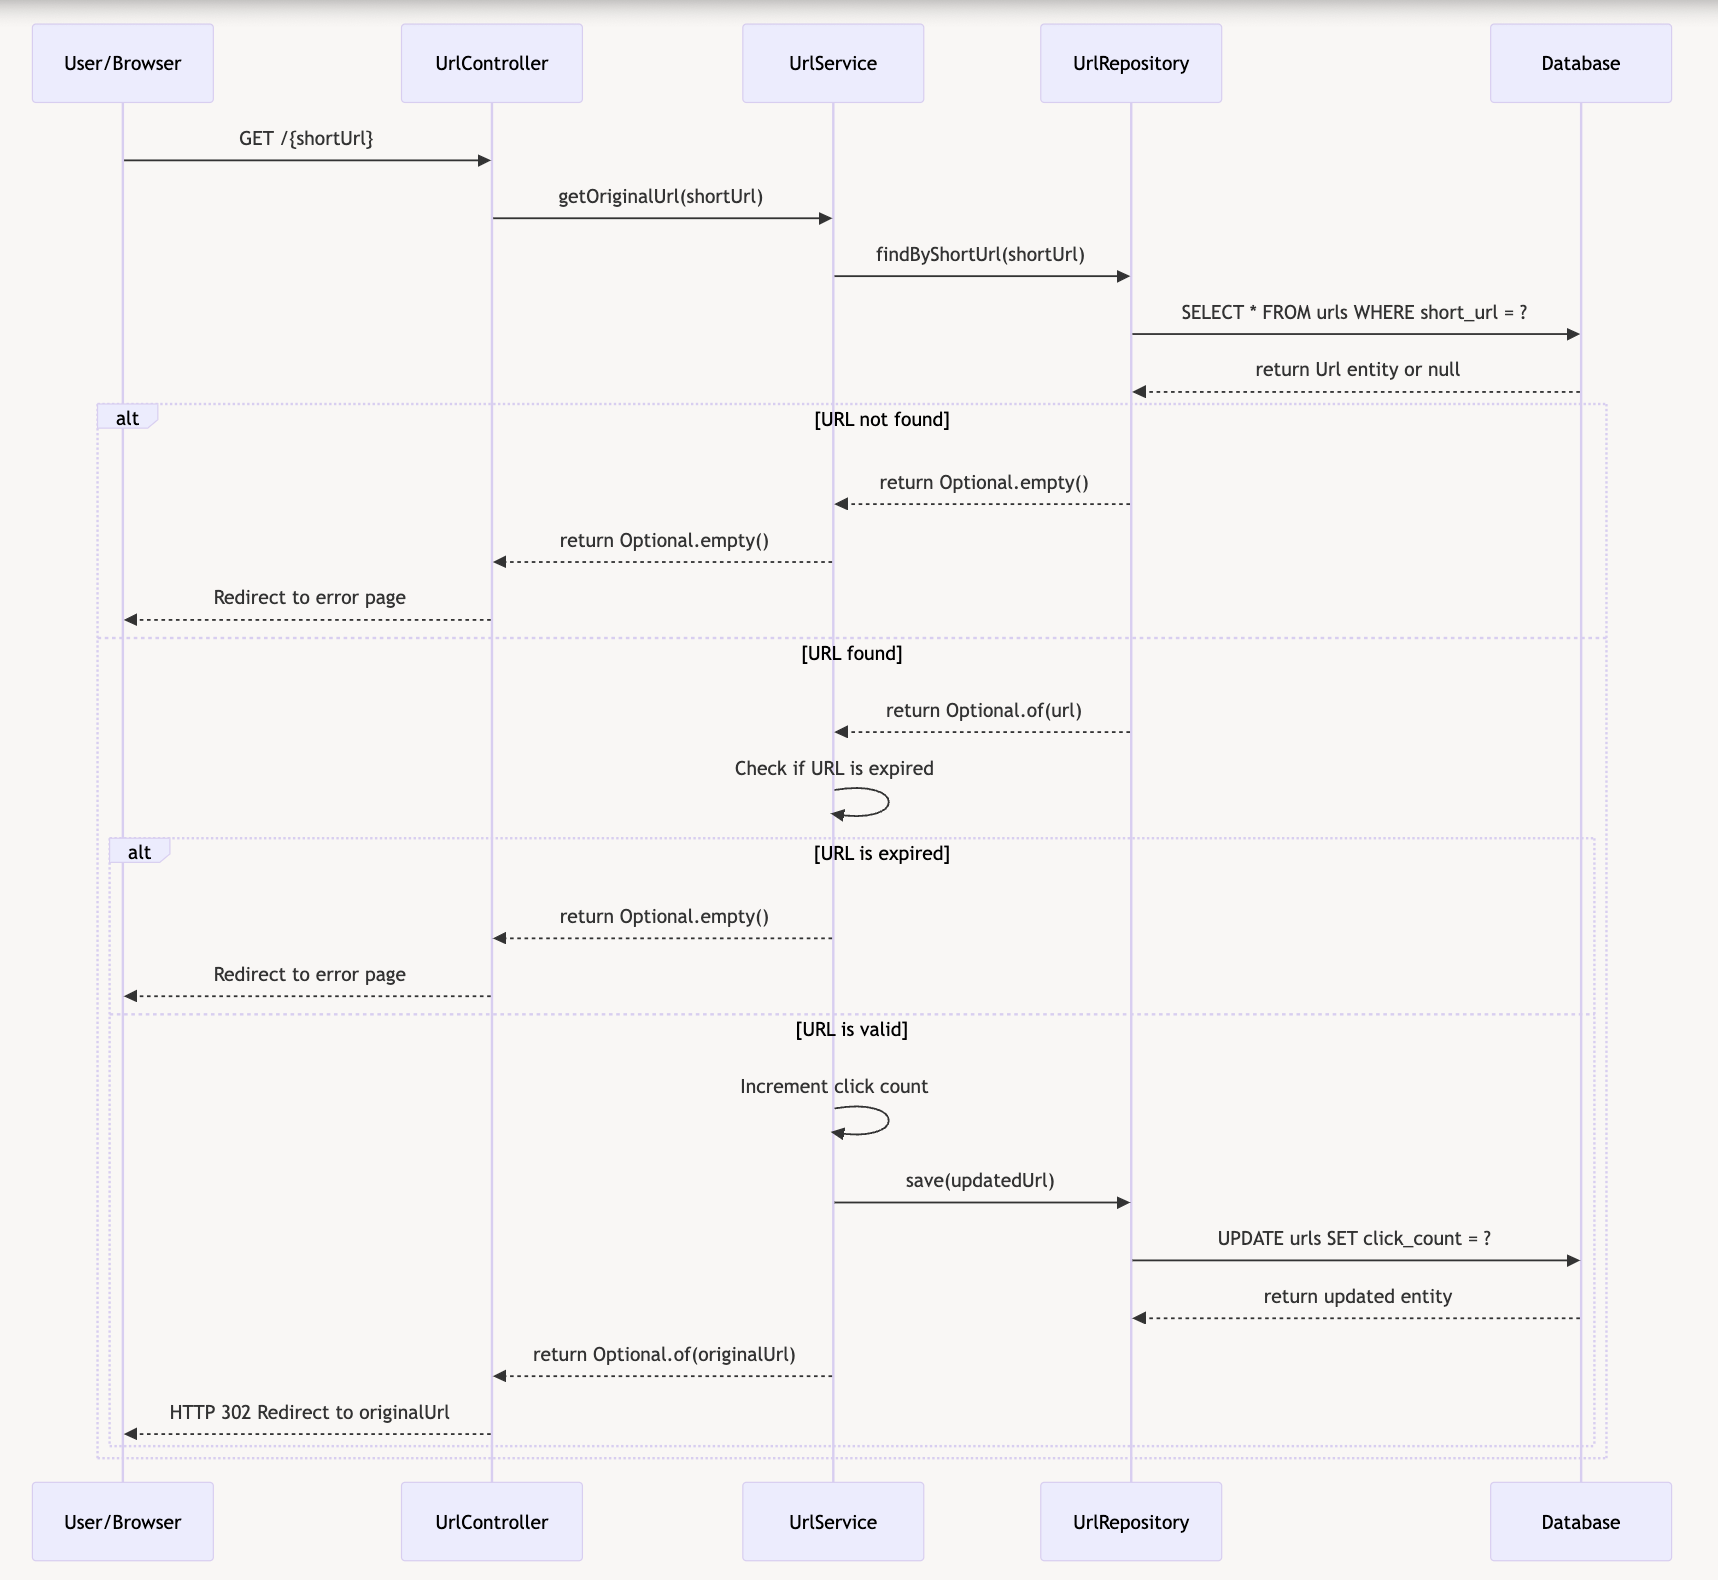 User/Browser
UrlController
UrlService
UrlRepository
Database
GET /{shortUrl}
getOriginalUrl(shortUrl)
findByShortUrl(shortUrl)
SELECT * FROM urls WHERE short_url = ?
return Url entity or null
alt
[URL not found]
return Optional.empty()
return Optional.empty()
Redirect to error page
[URL found]
return Optional.of(url)
Check if URL is expired
alt
[URL is expired]
return Optional.empty()
Redirect to error page
[URL is valid]
Increment click count
save(updatedUrl)
UPDATE urls SET click_count = ?
return updated entity
return Optional.of(originalUrl)
HTTP 302 Redirect to originalUrl
User/Browser
UrlController
UrlService
UrlRepository
Database